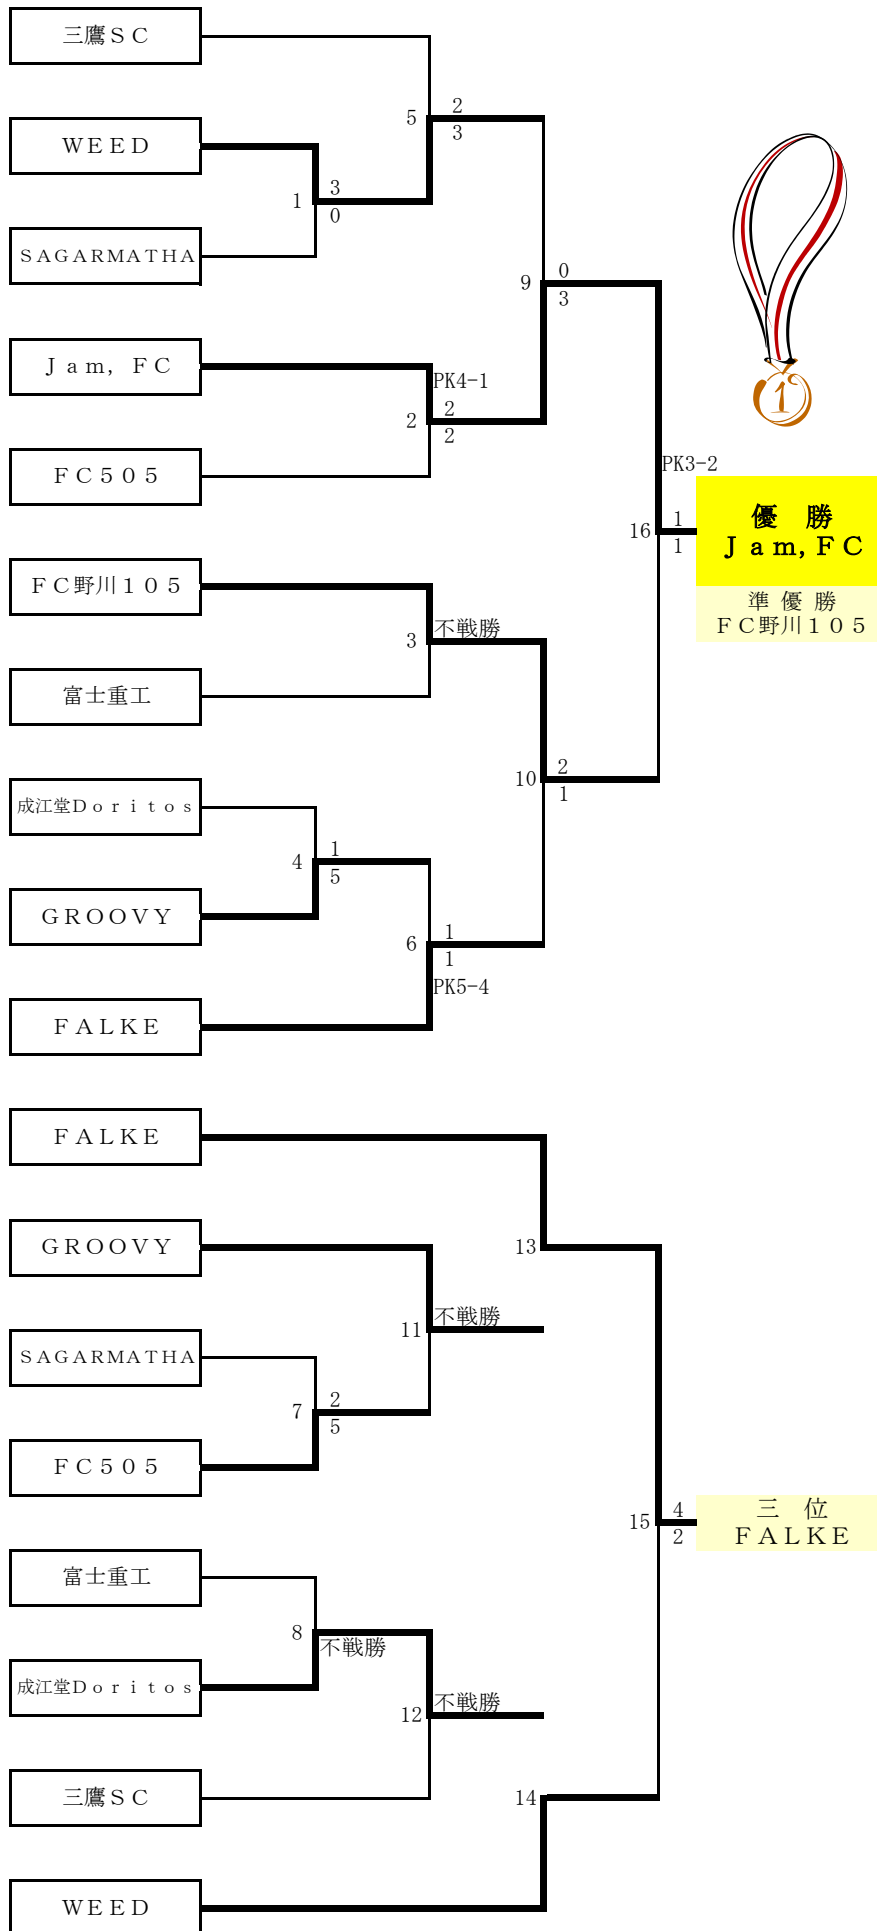 三鷹ＳＣ
2
5
3
ＷＥＥＤ
3
1
0
ＳＡＧＡＲＭＡＴＨＡ
0
9
3
Ｊａｍ，ＦＣ
PK4-1
1
2
2
2
ＦＣ５０５
PK3-2
1
16
1
優　勝
Ｊａｍ,ＦＣ
準 優 勝
ＦＣ野川１０５
ＦＣ野川１０５
不戦勝
3
富士重工
2
10
1
成江堂Ｄｏｒｉｔｏｓ
1
4
5
ＧＲＯＯＶＹ
1
6
1
PK5-4
ＦＡＬＫＥ
ＦＡＬＫＥ
ＧＲＯＯＶＹ
13
不戦勝
11
ＳＡＧＡＲＭＡＴＨＡ
2
7
5
ＦＣ５０５
4
15
2
三　位
ＦＡＬＫＥ
富士重工
8
不戦勝
成江堂Ｄｏｒｉｔｏｓ
不戦勝
12
三鷹ＳＣ
14
ＷＥＥＤ